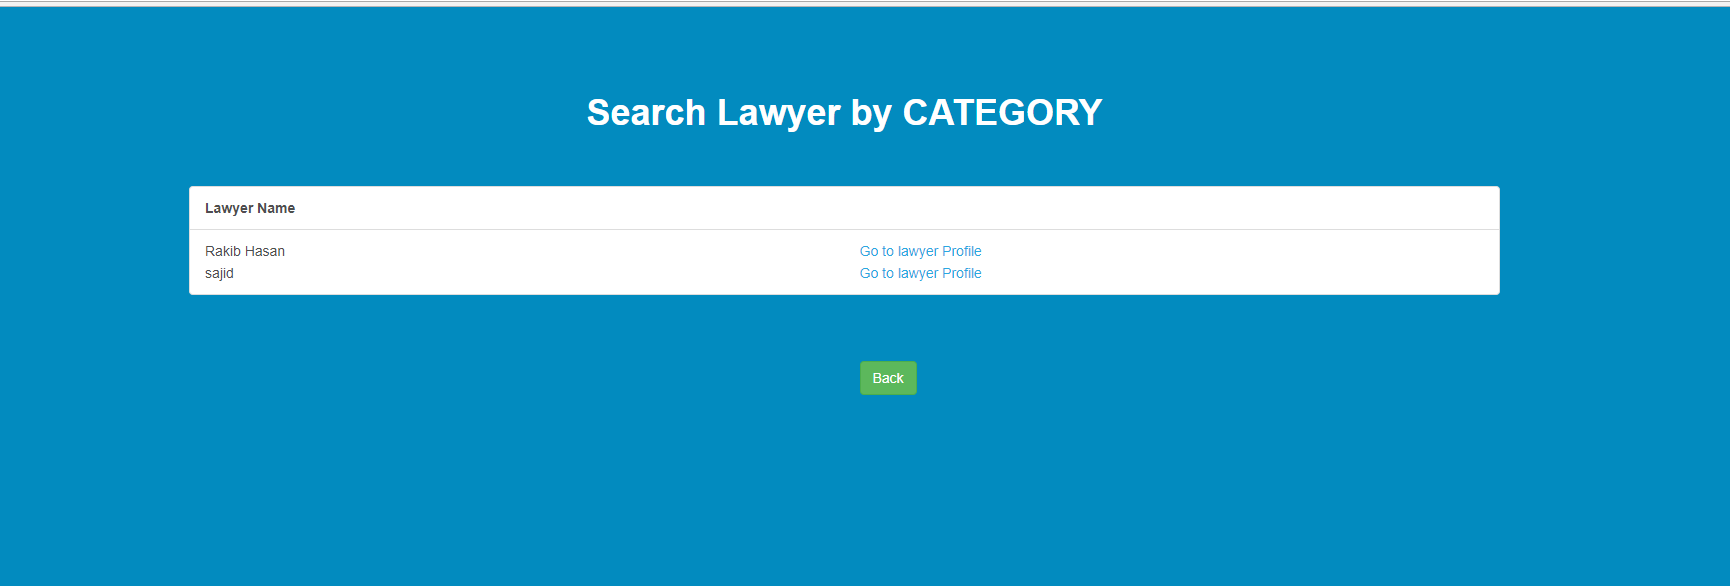 Search Lawyer by CATEGORY
Lawyer Name
Rakib Hasan Go to lawyer Profile
sajid Go to lawyer Profile
Back